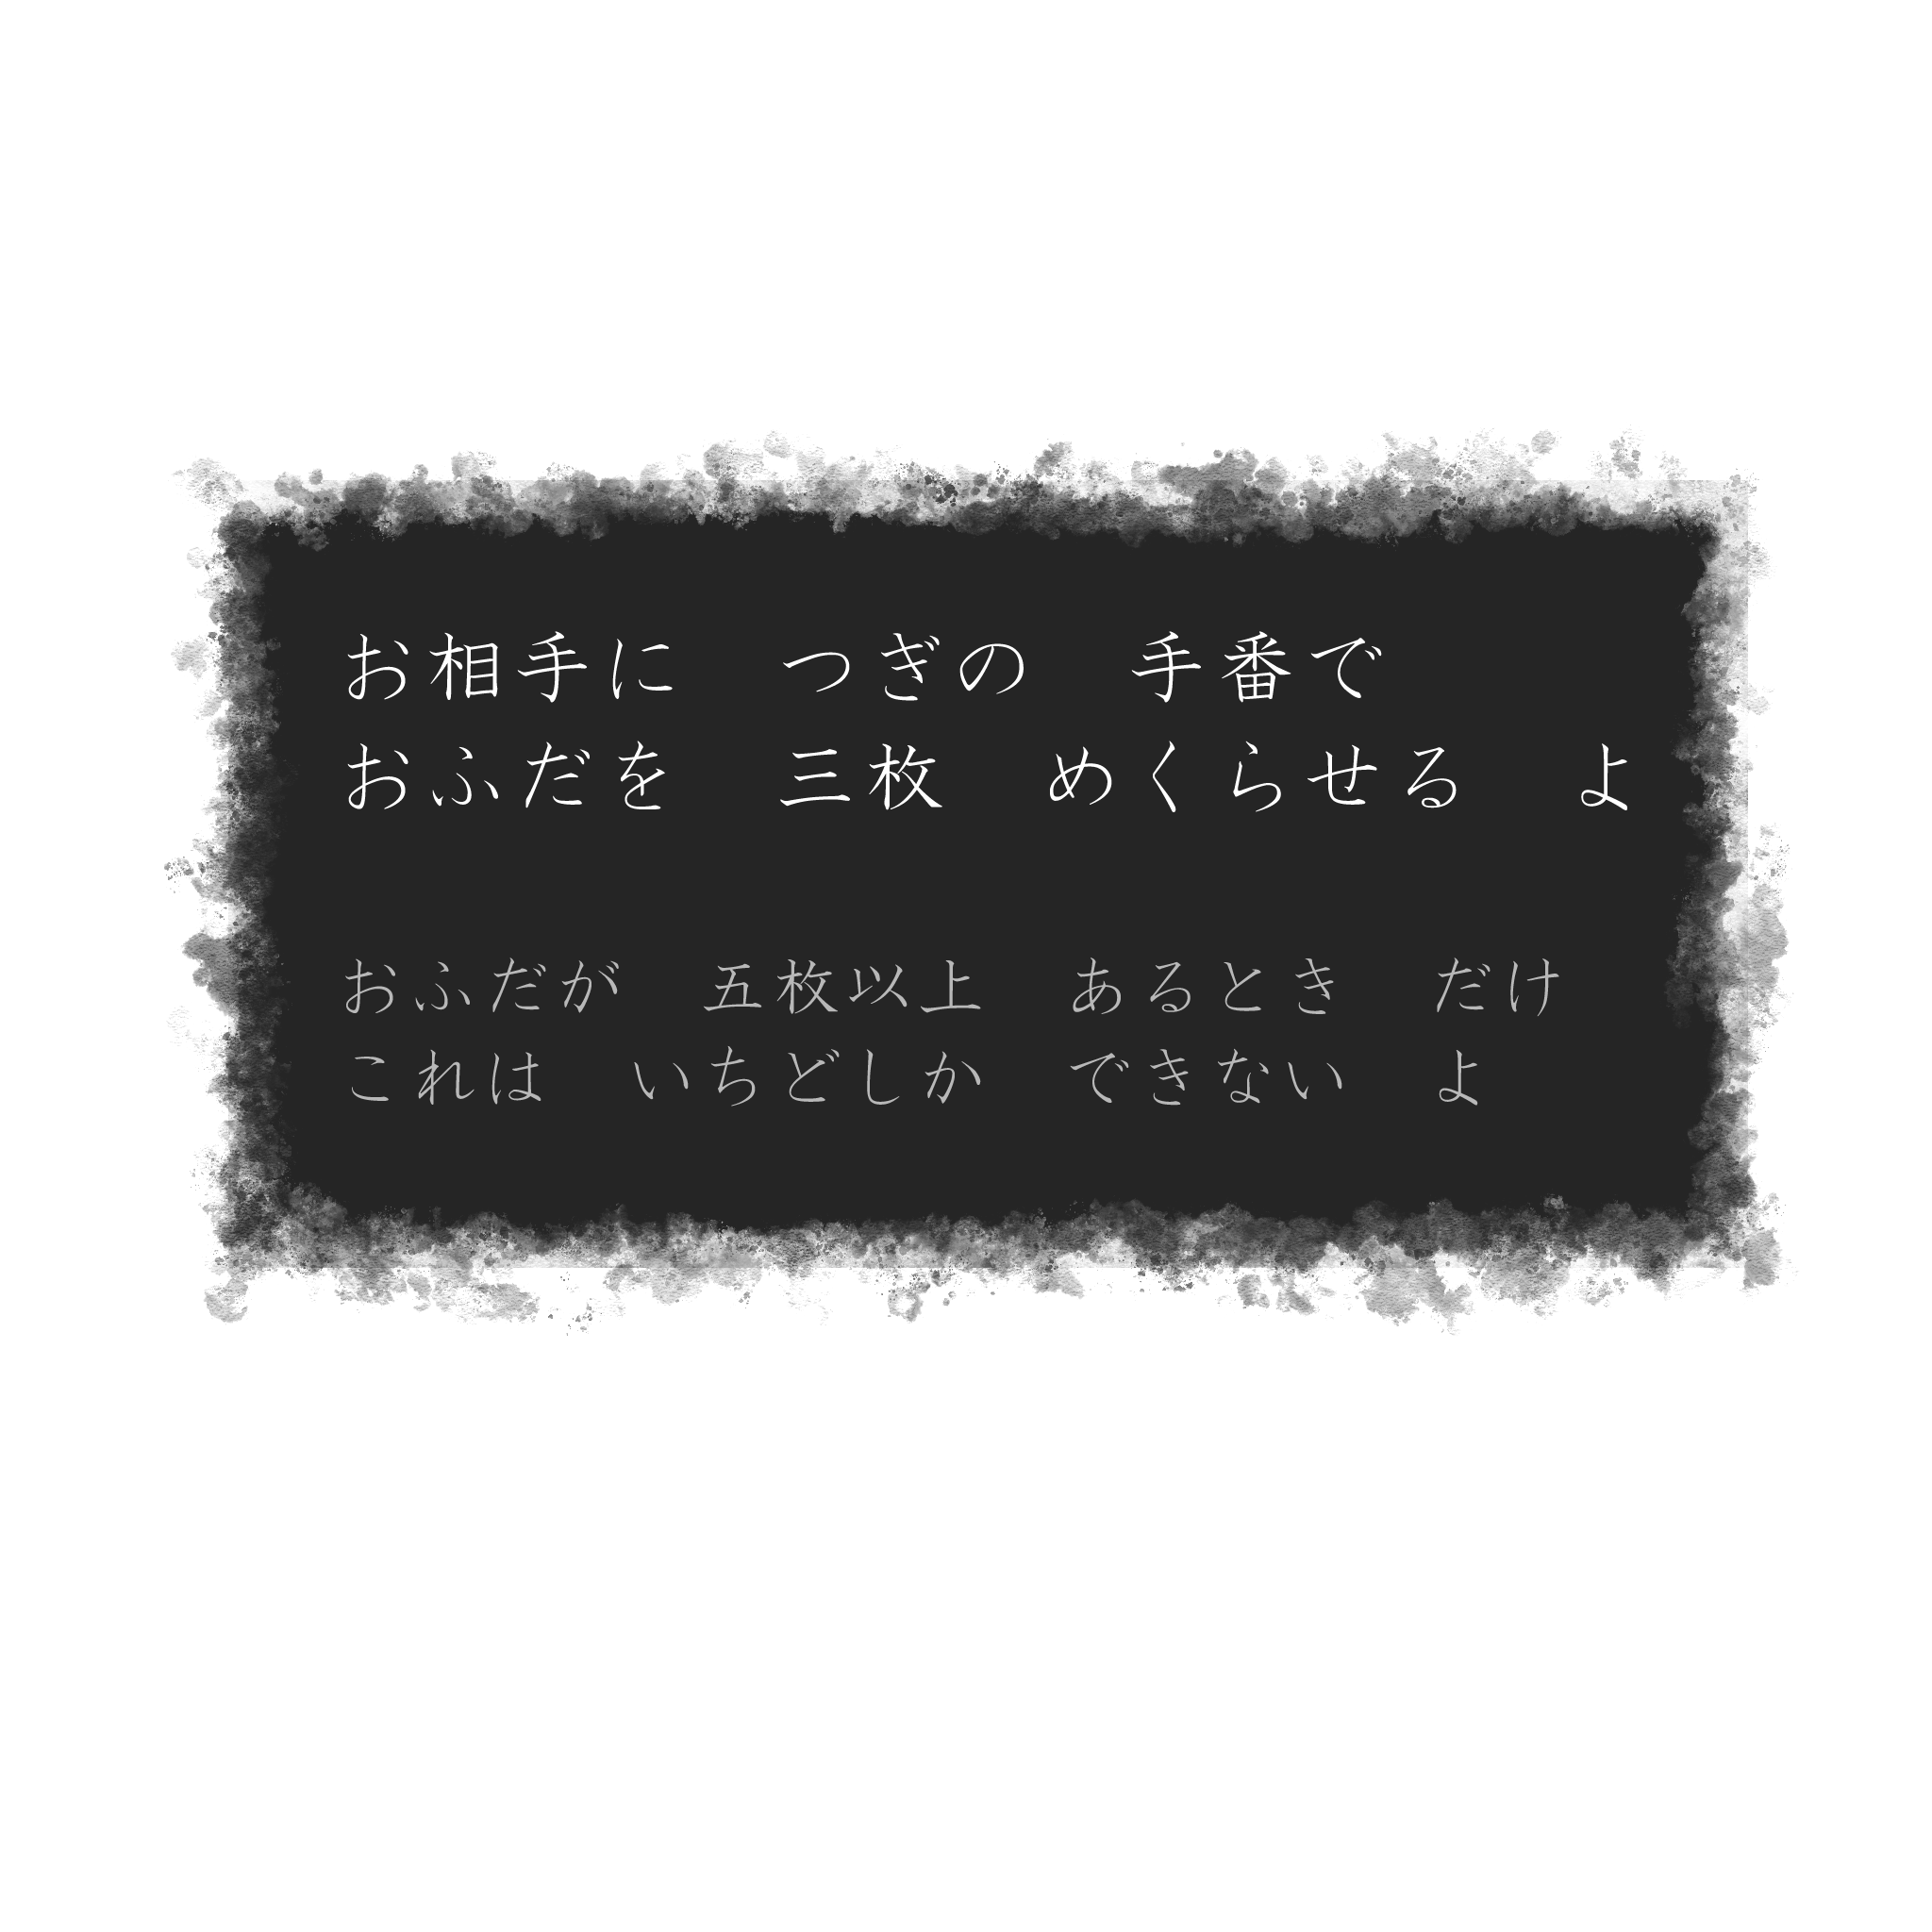 お相手に　つぎの　手番で
おふだを　三枚　めくらせる　よ
おふだが　五枚以上　あるとき　だけ
これは　いちどしか　できない　よ